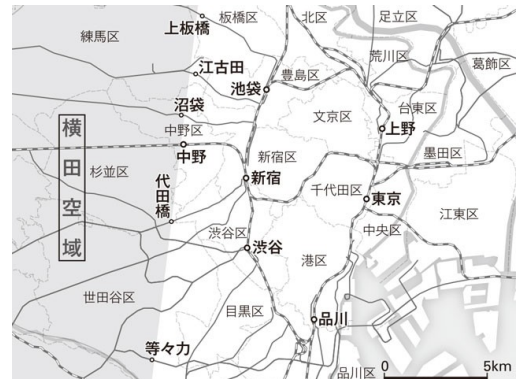 上板橋
板橋区
北区
足立区
練馬区
荒川区
葛飾区
江古田
豊島区
池袋
沼袋
文京区
台東区
上野
中野区
中野
墨田区
横田空域
杉並区
新宿区
新宿
千代田区
代田橋
東京
江東区
渋谷区
渋谷
港区
中央区
世田谷区
目黒区
品川
等々力
品川区
0
5km